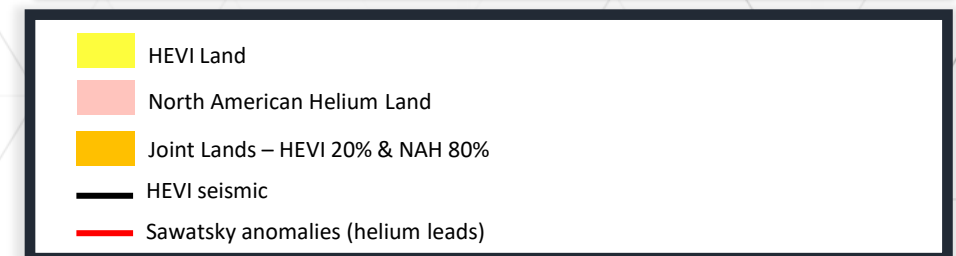 HEVI Land
North American Helium Land
Joint Lands – HEVI 20% & NAH 80%
HEVI seismic
Sawatsky anomalies (helium leads)